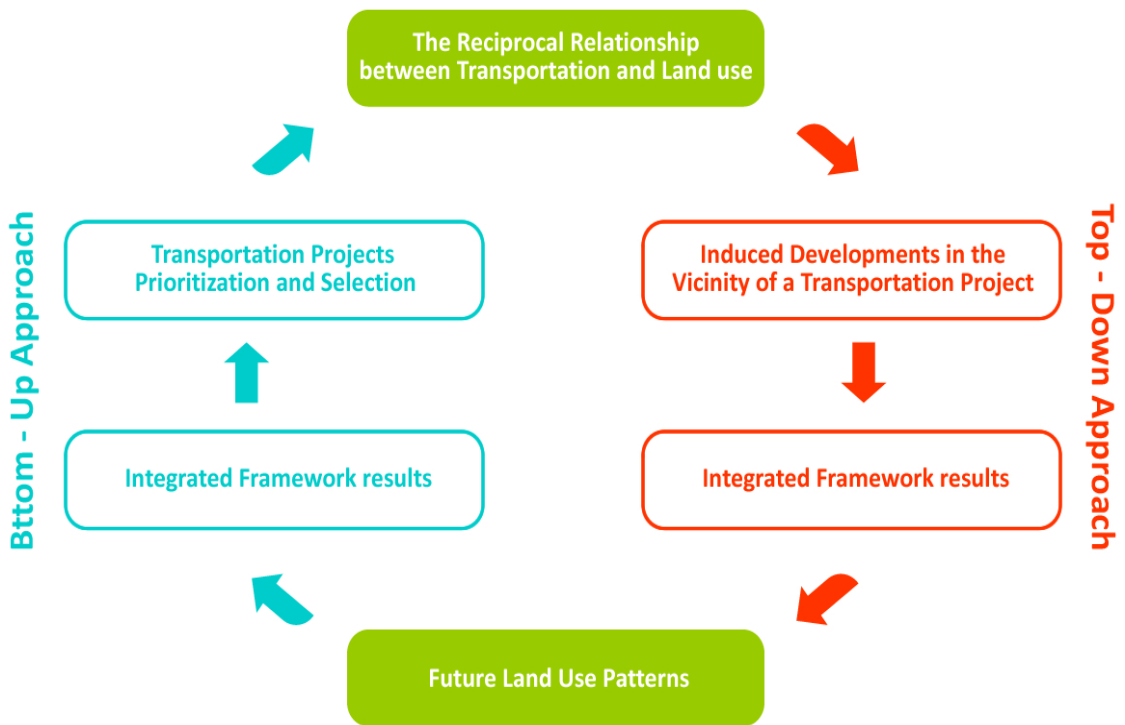 The Reciprocal Relationship
between Transportation and Land use
Bttom - Up Approach
Transportation Projects
Prioritization and Selection
Induced Developments in the
Vicinity of a Transportation Project
Top - Down Approach
Integrated Framework results
Integrated Framework results
Future Land Use Patterns